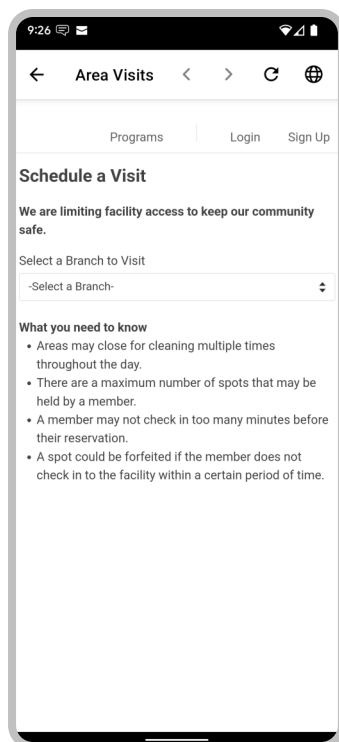 9:26
Area Visits
Programs Login Sign Up
Schedule a Visit
We are limiting facility access to keep our community
safe.
Select a Branch to Visit
-Select a Branch-
What you need to know
• Areas may close for cleaning multiple times
throughout the day.
• There are a maximum number of spots that may be
held by a member.
• A member may not check in too many minutes before
their reservation.
• A spot could be forfeited if the member does not
check in to the facility within a certain period of time.